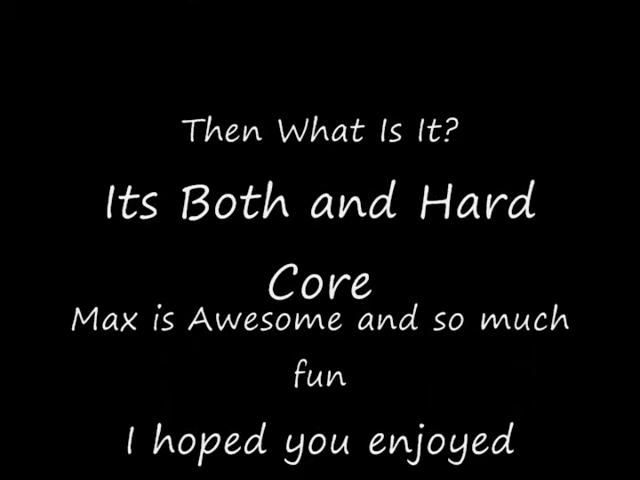 Then What Is It?
Its Both and Hard
Core
Max is Awesome and so much
fun
I hoped you enjoyed